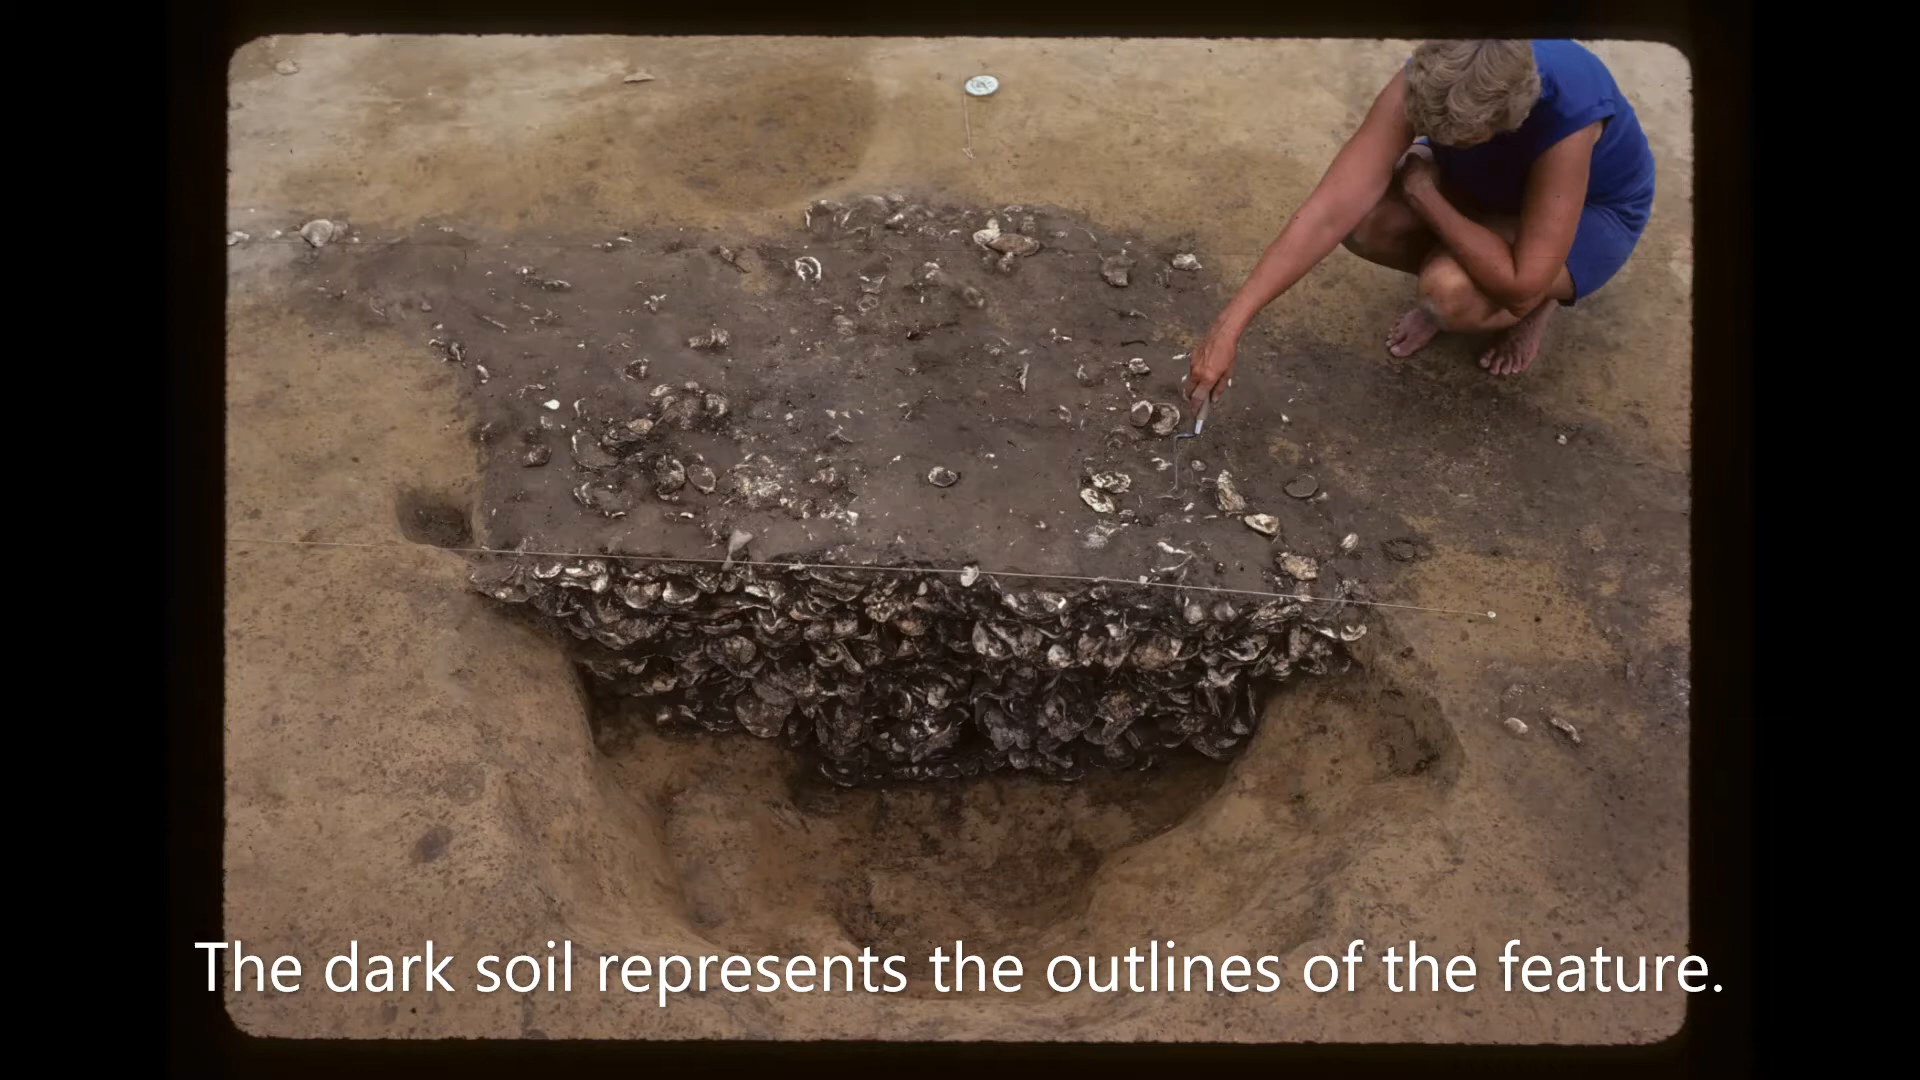 The dark soil represents the outlines of the feature.